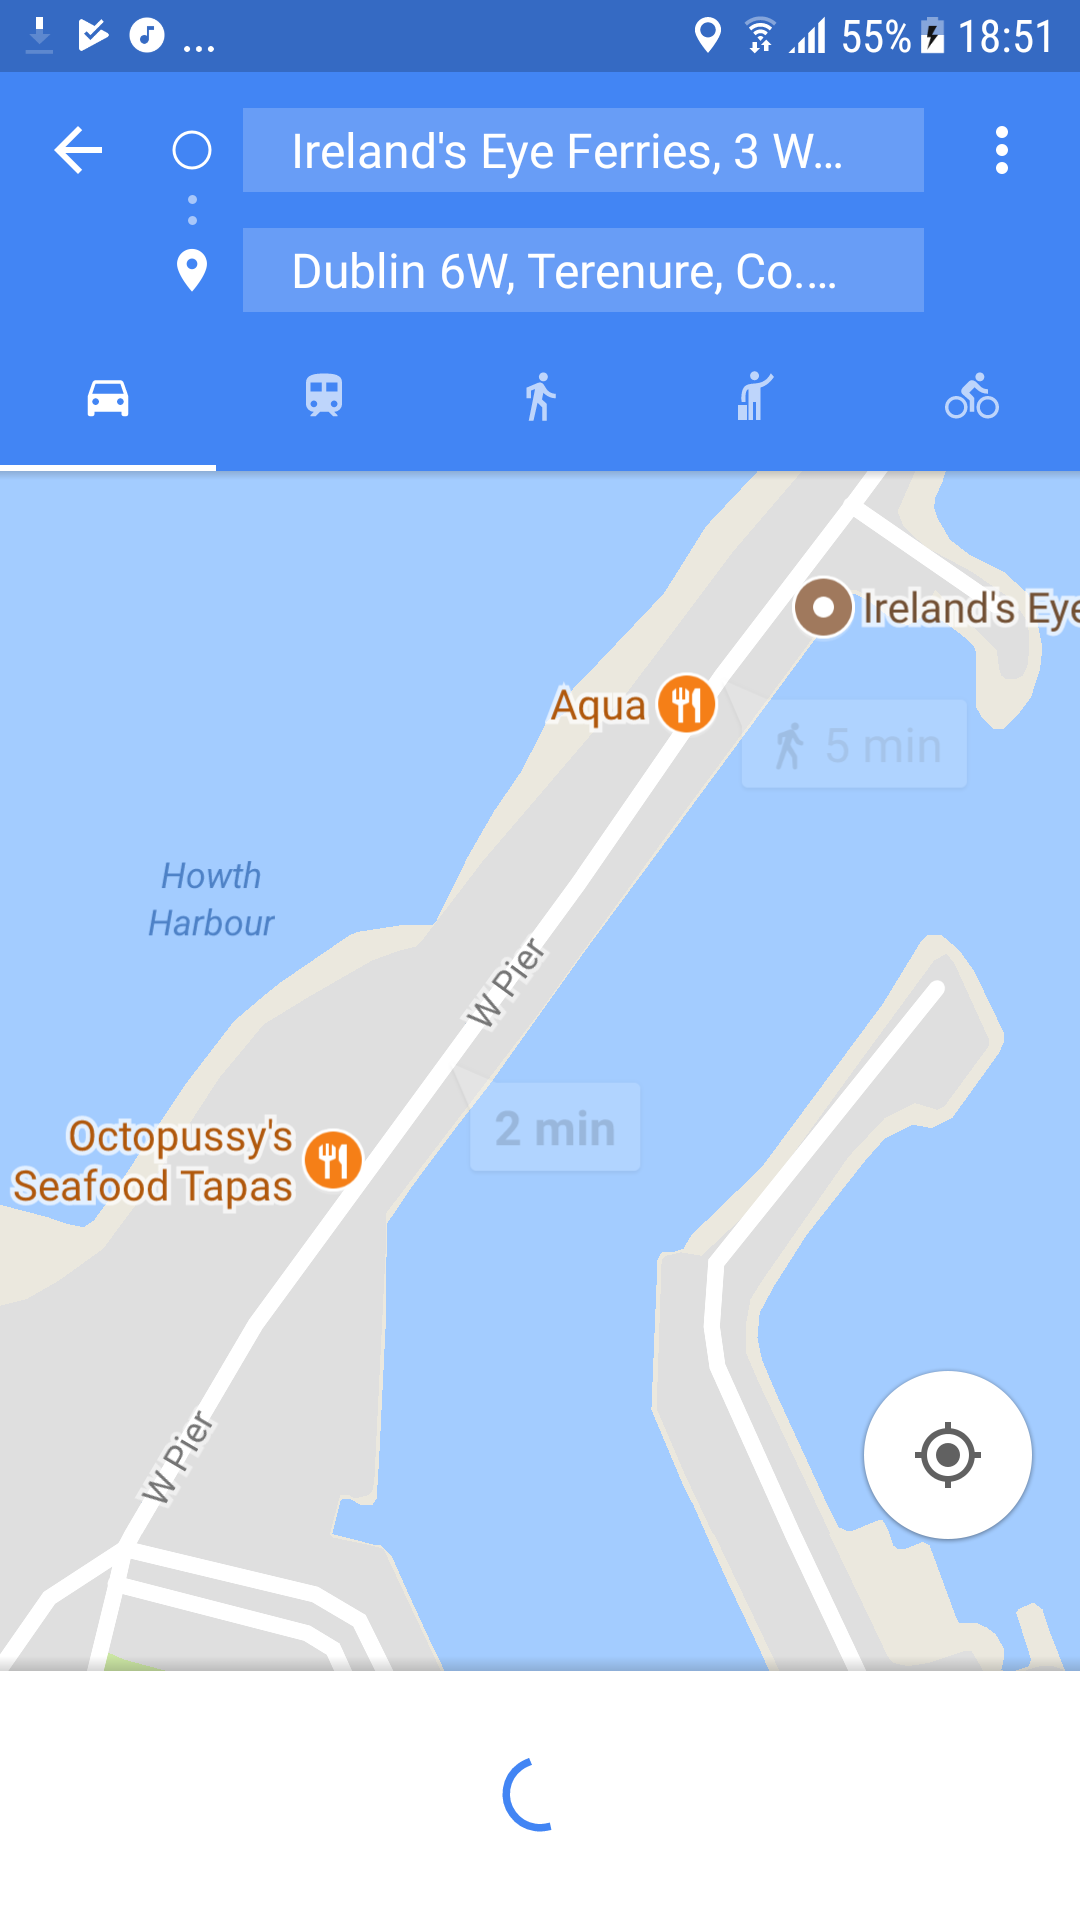 ... 55% 18:51
Ireland's Eye Ferries, 3 W...
Dublin 6W, Terenure, Co....
Ireland's Eye
Aqua
5 min
Howth
Harbour
W Pier
2 min
Octopussy's
Seafood Tapas
W Pier